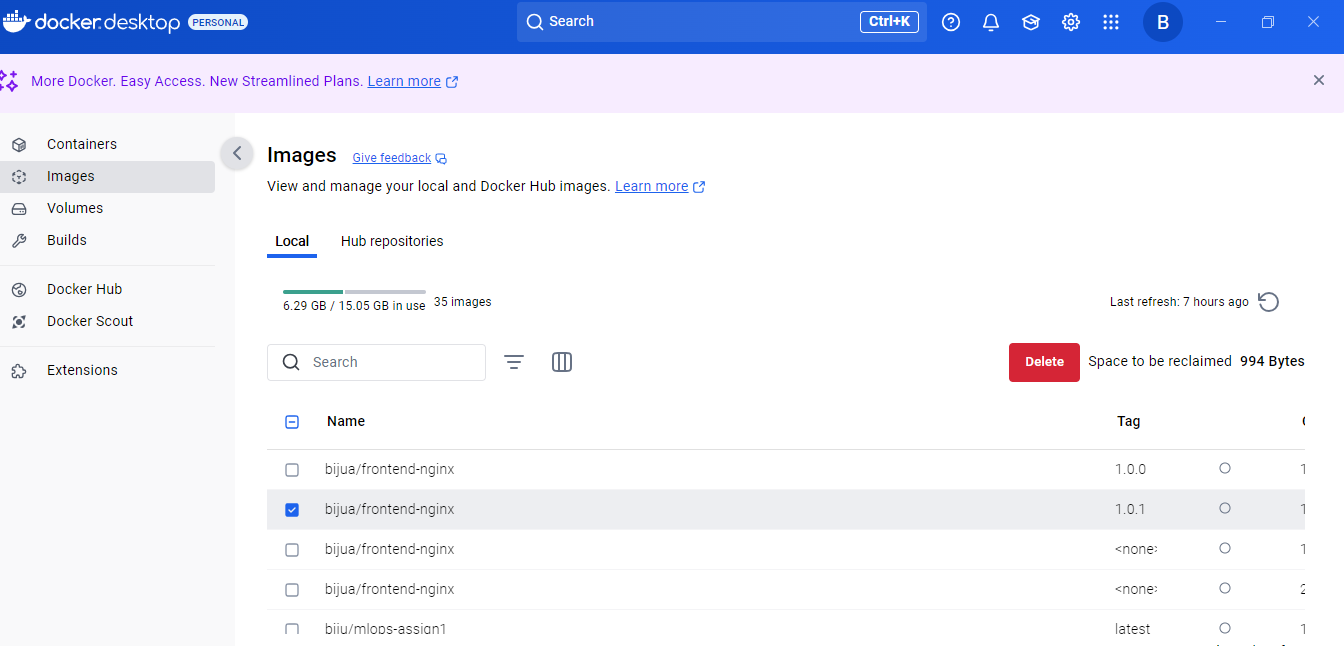 docker.desktop PERSONAL
Search Ctrl+K
B
More Docker. Easy Access. New Streamlined Plans. Learn more
Containers
Images
Volumes
Builds
Docker Hub
Docker Scout
Extensions
Images Give feedback
View and manage your local and Docker Hub images. Learn more
Local Hub repositories
6.29 GB / 15.05 GB in use 35 images
Last refresh: 7 hours ago
Search
Delete Space to be reclaimed 994 Bytes
Name Tag
bijua/frontend-nginx 1.0.0 1
bijua/frontend-nginx 1.0.1 1
bijua/frontend-nginx <none> 1
bijua/frontend-nginx <none> 2
biju/mlops-assign1 latest 1